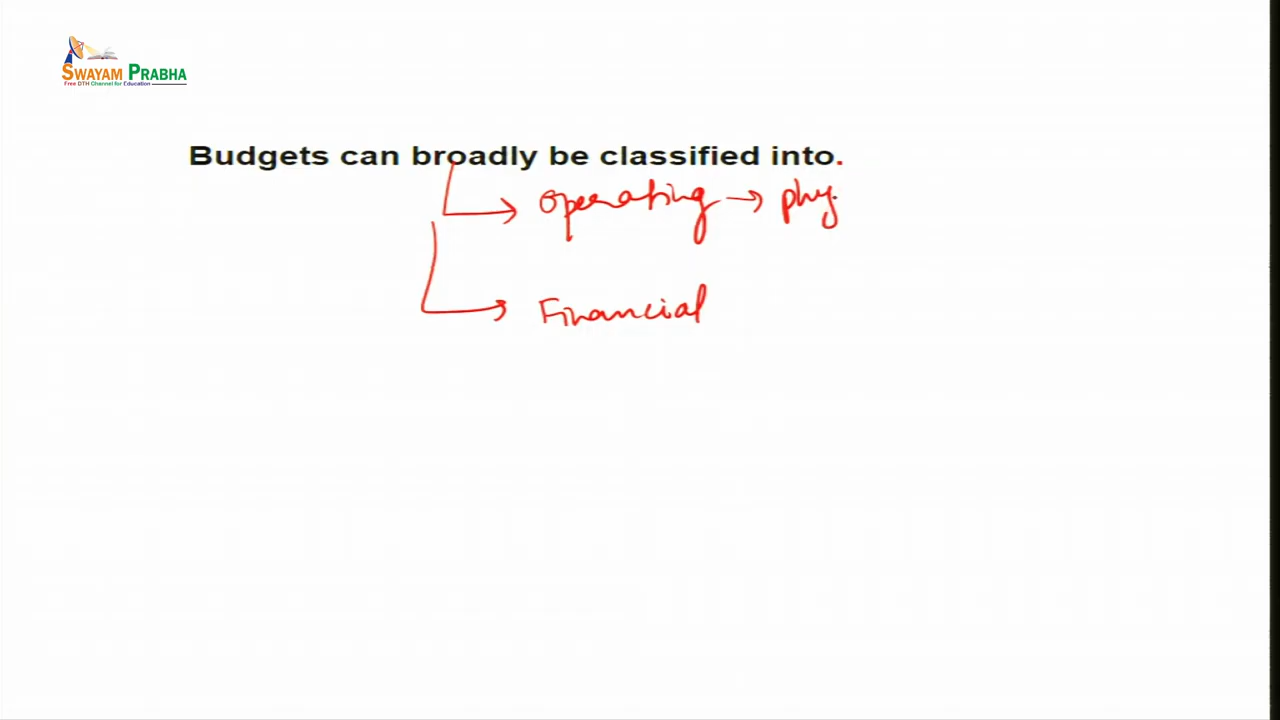 SWAYAM PRABHA
Free DTH Channel for Education
Budgets can broadly be classified into.
operating → phy
Financial